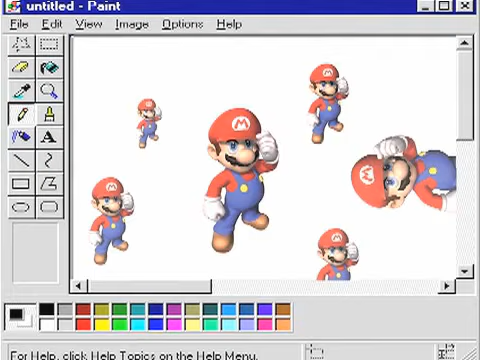 untitled - Paint
File Edit View Image Options Help
A
M
M
M
M
M
M
For Help, click Help Topics on the Help Menu.